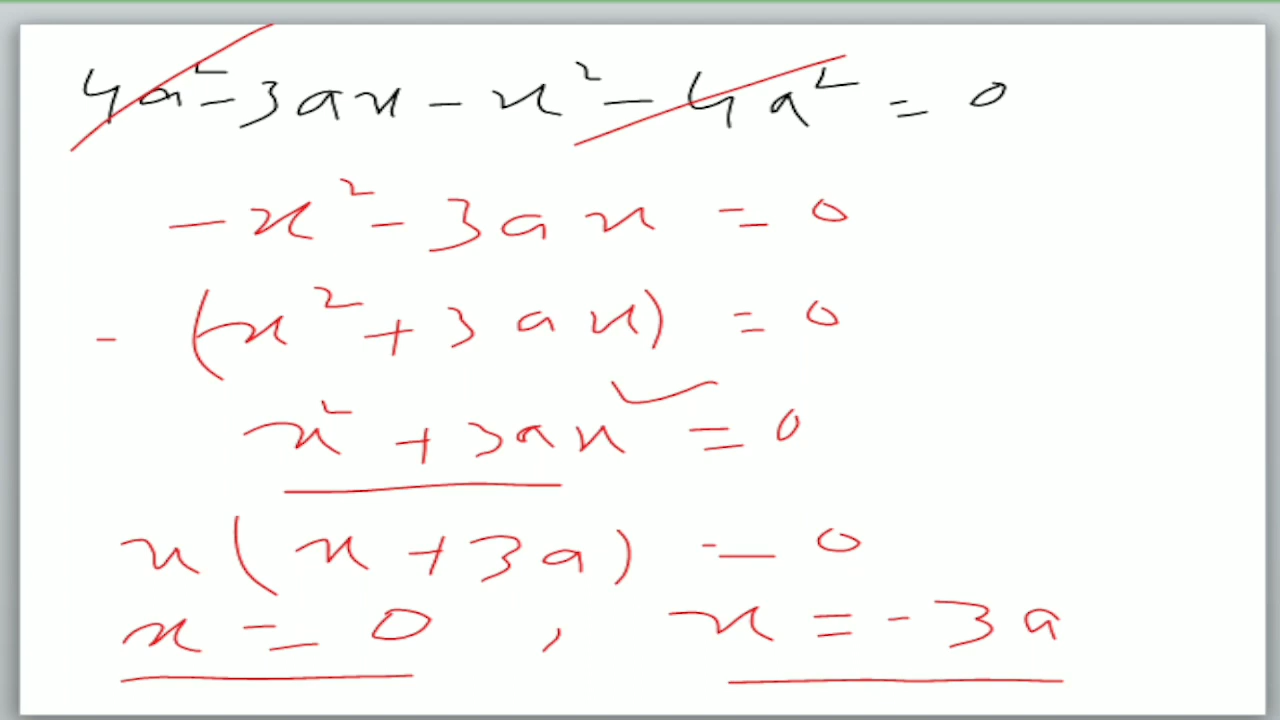 4a² - 3ax - x² - 4a² = 0
-x² - 3ax = 0
- (x² + 3ax) = 0
x² + 3ax = 0
x (x + 3a) = 0
x = 0 , x = -3a